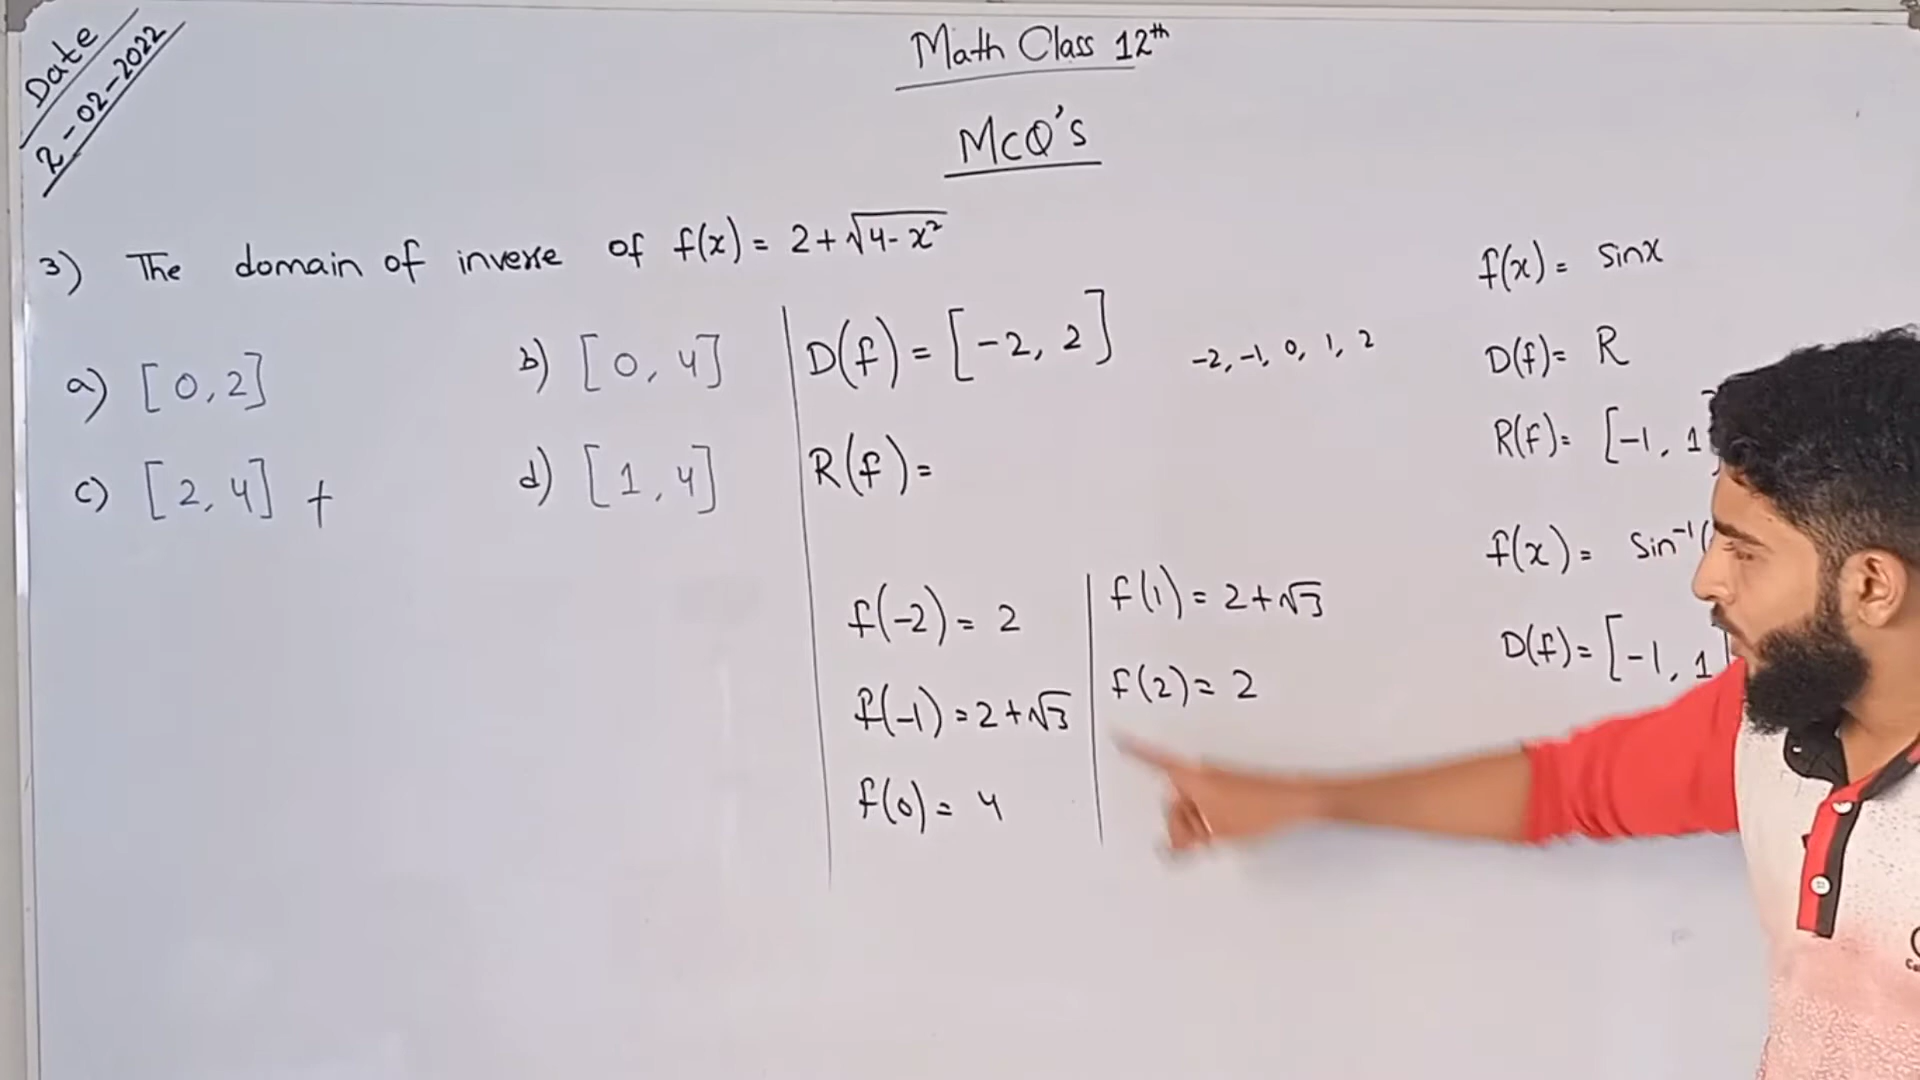 Date
2-02-2022
Math Class 12th
MCQ's
3) The domain of inverse of f(x) = 2+√(4-x²)
a) [0,2]
b) [0,4]
c) [2,4] +
d) [1,4]
D(f) = [-2, 2]
-2, -1, 0, 1, 2
R(f) =
f(-2) = 2
f(-1) = 2+√3
f(0) = 4
f(1) = 2+√3
f(2) = 2
f(x) = Sinx
D(f) = R
R(f) = [-1, 1]
f(x) = Sin⁻¹(
D(f) = [-1, 1]